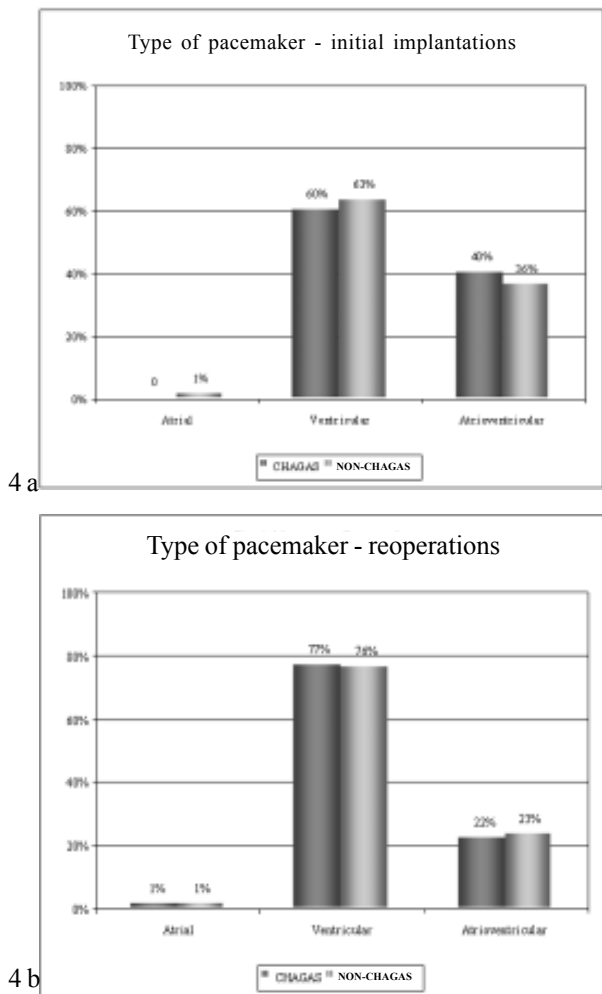 Type of pacemaker - initial implantations
100%
80%
60%
40%
20%
0%
0
1%
60%
63%
40%
36%
Atrial
Ventricular
Atrioventricular
CHAGAS NON-CHAGAS
4 a
Type of pacemaker - reoperations
100%
80%
60%
40%
20%
0%
1%
1%
77%
76%
22%
23%
Atrial
Ventricular
Atrioventricular
CHAGAS NON-CHAGAS
4 b